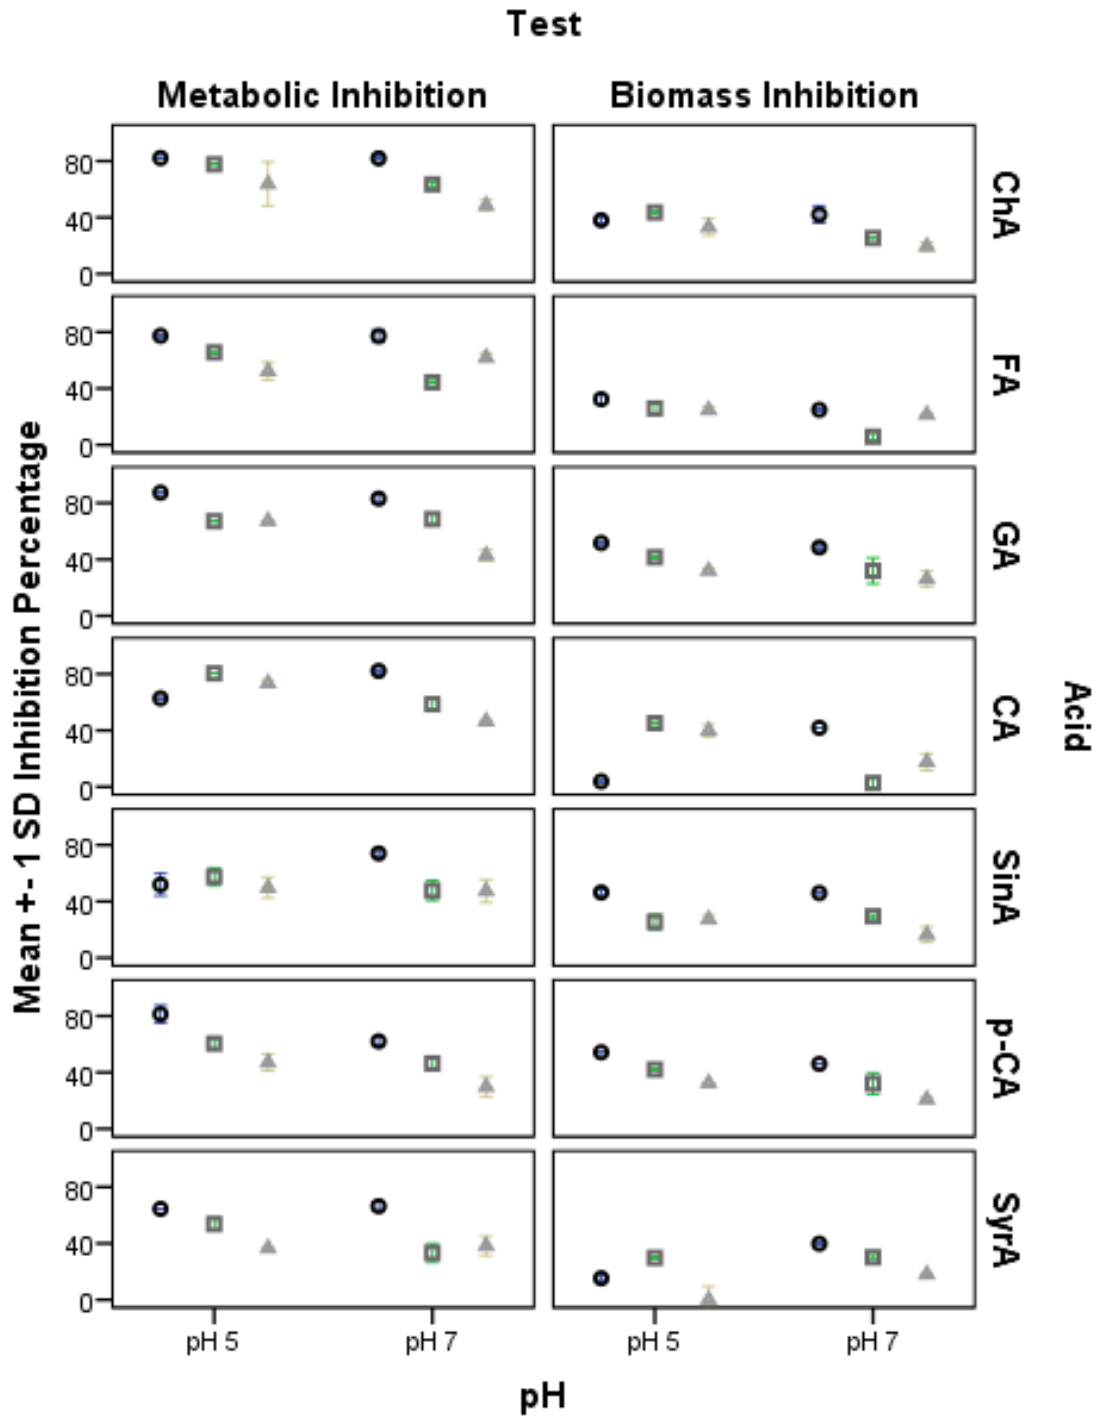 Test
Metabolic Inhibition
Biomass Inhibition
Mean +- 1 SD Inhibition Percentage
80
40
0
ChA
80
40
0
FA
80
40
0
GA
80
40
0
CA
Acid
80
40
0
SinA
80
40
0
p-CA
80
40
0
SyrA
pH 5
pH 7
pH 5
pH 7
pH